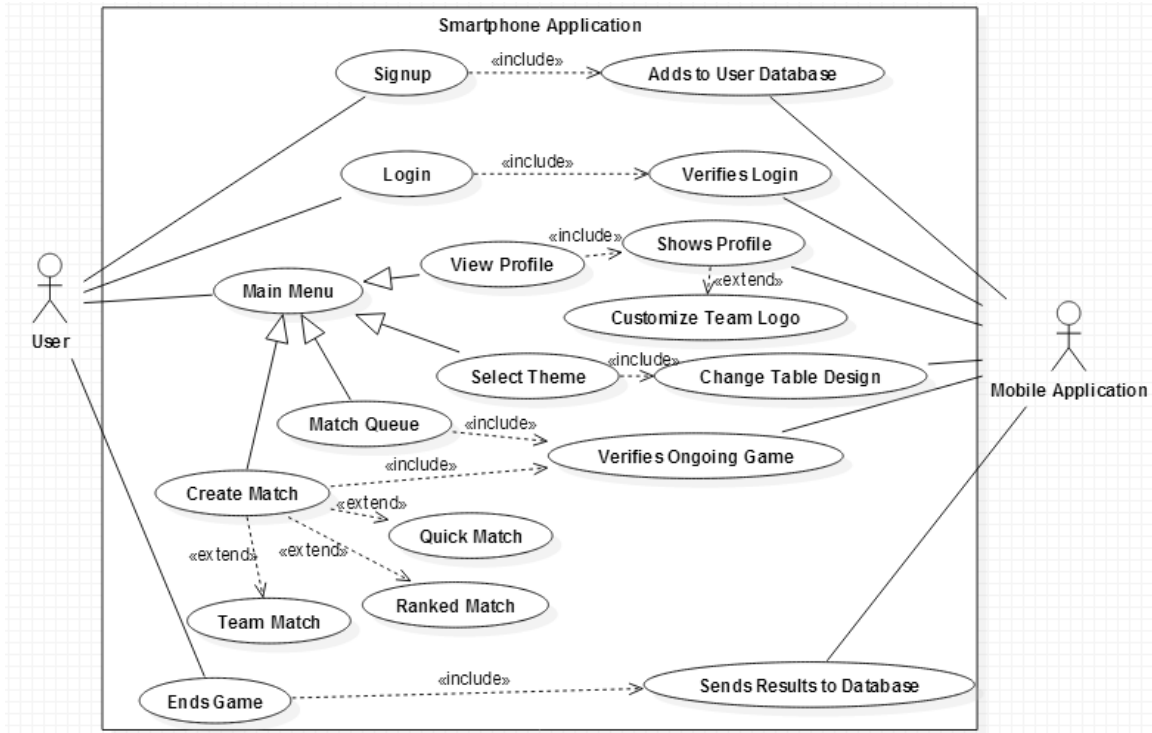 Smartphone Application
«include»
Signup
Adds to User Database
«include»
Login
Verifies Login
«include»
Shows Profile
View Profile
«extend»
Main Menu
Customize Team Logo
User
«include»
Select Theme
Change Table Design
Mobile Application
Match Queue
«include»
Verifies Ongoing Game
«include»
Create Match
«extend»
Quick Match
«extend»
«extend»
Ranked Match
Team Match
«include»
Sends Results to Database
Ends Game